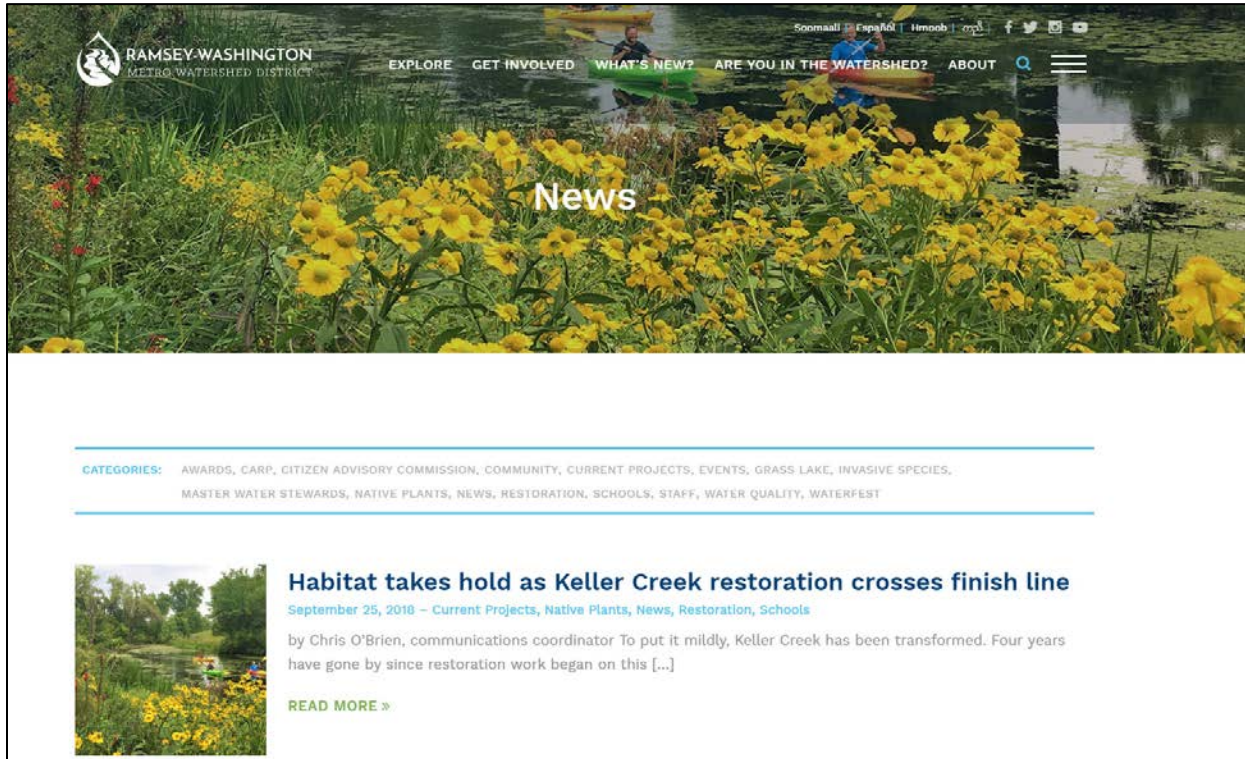 Soomaali | Español | Hmoob | ကညီ |
RAMSEY-WASHINGTON
METRO WATERSHED DISTRICT
EXPLORE GET INVOLVED WHAT'S NEW? ARE YOU IN THE WATERSHED? ABOUT
News
CATEGORIES: AWARDS, CARP, CITIZEN ADVISORY COMMISSION, COMMUNITY, CURRENT PROJECTS, EVENTS, GRASS LAKE, INVASIVE SPECIES,
MASTER WATER STEWARDS, NATIVE PLANTS, NEWS, RESTORATION, SCHOOLS, STAFF, WATER QUALITY, WATERFEST
Habitat takes hold as Keller Creek restoration crosses finish line
September 25, 2018 – Current Projects, Native Plants, News, Restoration, Schools
by Chris O'Brien, communications coordinator To put it mildly, Keller Creek has been transformed. Four years
have gone by since restoration work began on this [...]
READ MORE »